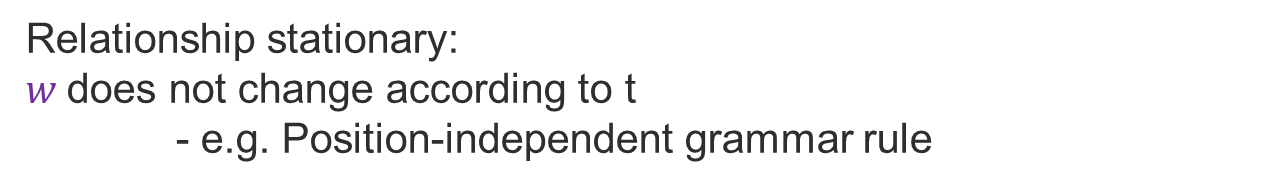 Relationship stationary:
w does not change according to t
- e.g. Position-independent grammar rule